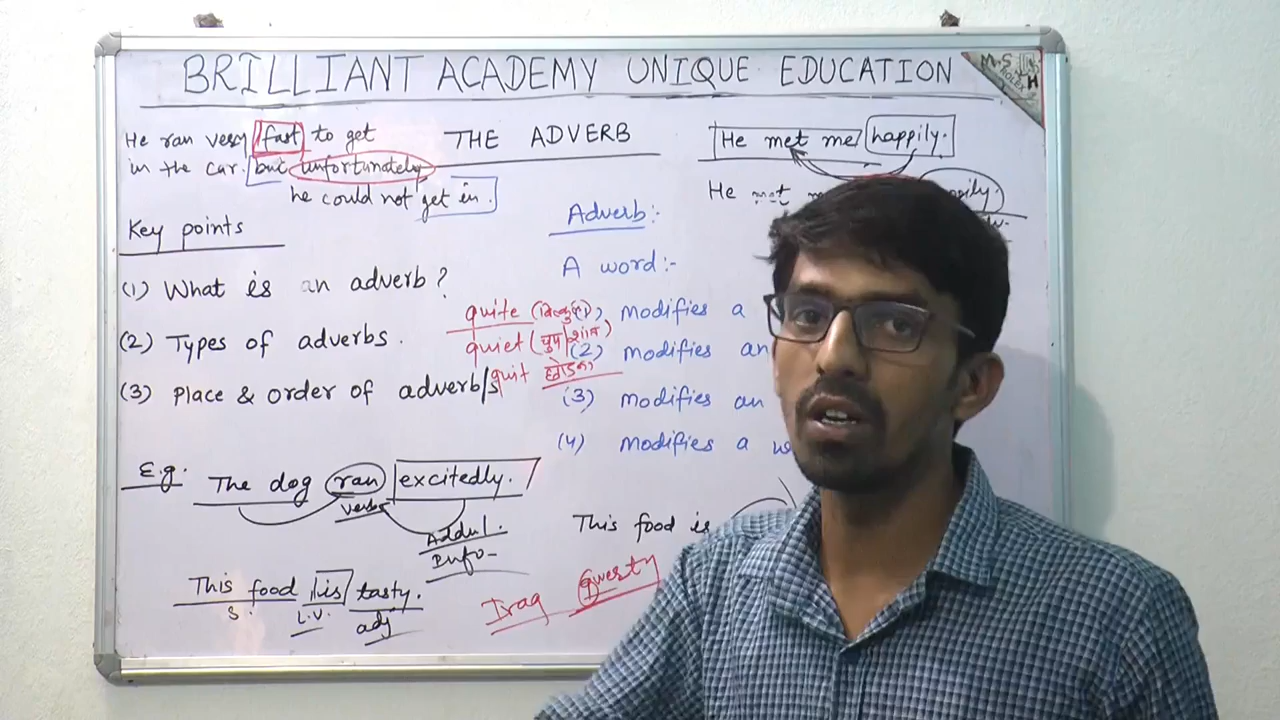 BRILLIANT ACADEMY UNIQUE EDUCATION
M.S
He ran very fast to get
in the car. but unfortunately
he could not get in.
THE ADVERB
He met me happily.
He met
Key points
(1) What is an adverb?
(2) Types of adverbs.
(3) Place & order of adverb/s
Adverb:-
A word:-
modifies a
(2) modifies an
(3) modifies an
(4) modifies a
quite
quiet (चुप/शांत)
quit छोड़ना
E.g. The dog ran excitedly.
verb
Addnl.
Info-
This food is tasty.
S. L.V. adj
This food is
Iraq Qwerty